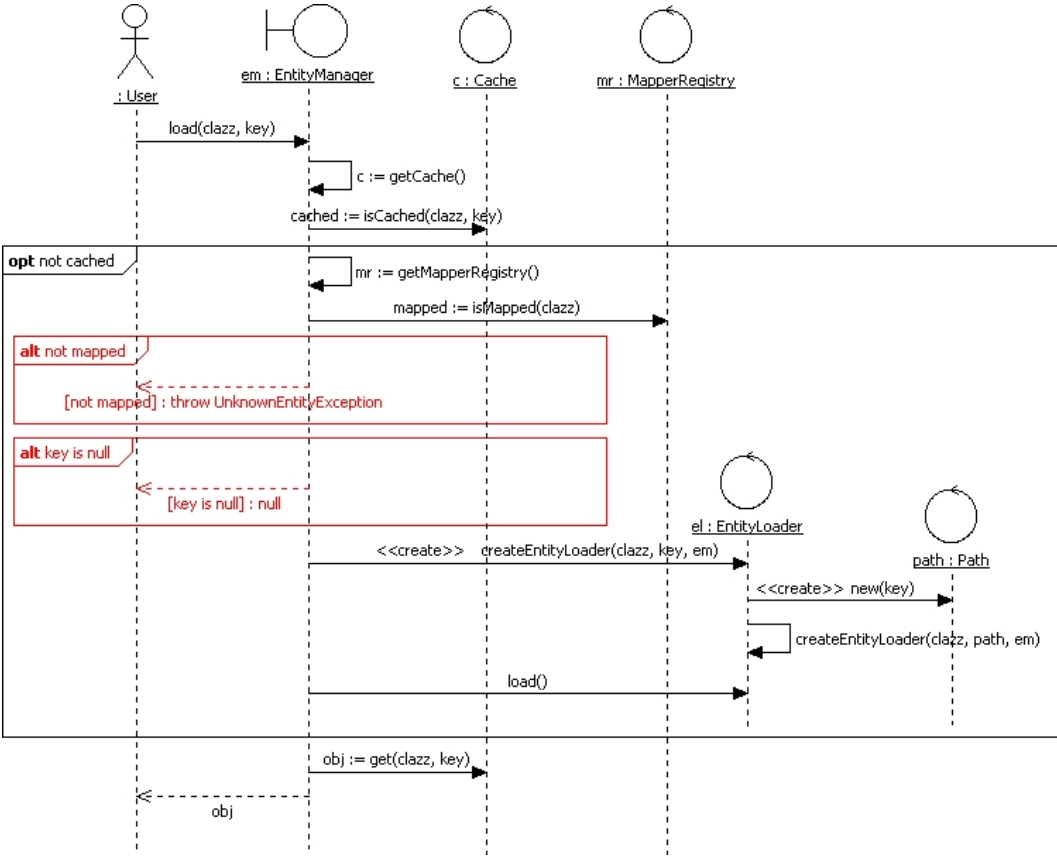 em : EntityManager
c : Cache
mr : MapperRegistry
: User
load(clazz, key)
c := getCache()
cached := isCached(clazz, key)
opt not cached
mr := getMapperRegistry()
mapped := isMapped(clazz)
alt not mapped
[not mapped] : throw UnknownEntityException
alt key is null
[key is null] : null
el : EntityLoader
<<create>> createEntityLoader(clazz, key, em)
path : Path
<<create>> new(key)
createEntityLoader(clazz, path, em)
load()
obj := get(clazz, key)
obj